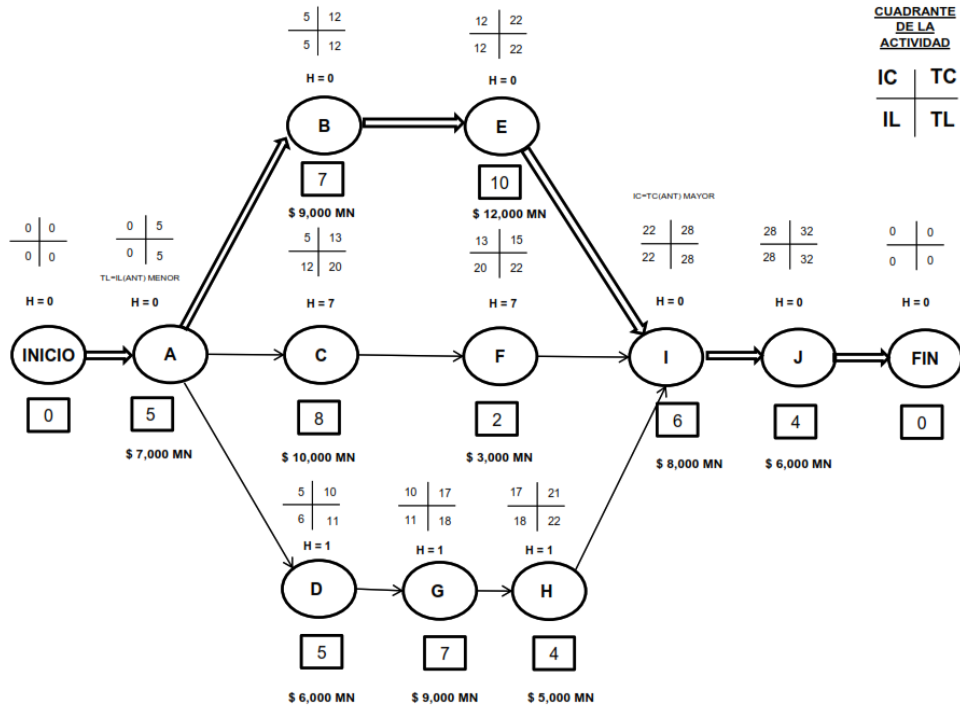 CUADRANTE
DE LA
ACTIVIDAD
IC TC
IL TL
5 12
5 12
H = 0
B
7
$ 9,000 MN
12 22
12 22
H = 0
E
10
$ 12,000 MN
0 0
0 0
H = 0
INICIO
0
0 5
0 5
TL=IL(ANT) MENOR
H = 0
A
5
$ 7,000 MN
5 13
12 20
H = 7
C
8
$ 10,000 MN
13 15
20 22
H = 7
F
2
$ 3,000 MN
IC=TC(ANT) MAYOR
22 28
22 28
H = 0
I
6
$ 8,000 MN
28 32
28 32
H = 0
J
4
$ 6,000 MN
0 0
0 0
H = 0
FIN
0
5 10
6 11
H = 1
D
5
$ 6,000 MN
10 17
11 18
H = 1
G
7
$ 9,000 MN
17 21
18 22
H = 1
H
4
$ 5,000 MN